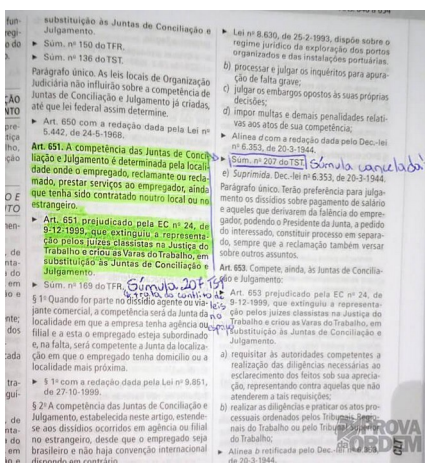 substituição às Juntas de Conciliação e
Julgamento.
► Súm. nº 150 do TFR.
► Súm. nº 136 do TST.
Parágrafo único. As leis locais de Organização
Judiciária não influirão sobre a competência de
Juntas de Conciliação e Julgamento já criadas,
até que lei federal assim determine.
► Art. 650 com a redação dada pela Lei nº
5.442, de 24-5-1968.
Art. 651. A competência das Juntas de Conci
liação e Julgamento é determinada pela locali-
dade onde o empregado, reclamante ou recla-
mado, prestar serviços ao empregador, ainda
que tenha sido contratado noutro local ou no
estrangeiro.
► Art. 651 prejudicado pela EC nº 24, de
9-12-1999, que extinguiu a representa-
ção pelos juízes classistas na Justiça do
Trabalho e criou as Varas do Trabalho, em
substituição às Juntas de Conciliação e
Julgamento.
► Súm. nº 169 do TFR. Súmula 207 TST
§ 1º Quando for parte no dissídio agente ou via-
jante comercial, a competência será da Junta da
localidade em que a empresa tenha agência ou
filial e a esta o empregado esteja subordinado
e, na falta, será competente a Junta da localiza-
ção em que o empregado tenha domicílio ou a
localidade mais próxima.
► § 1º com a redação dada pela Lei nº 9.851,
de 27-10-1999.
§ 2º A competência das Juntas de Conciliação e
Julgamento, estabelecida neste artigo, estende-
se aos dissídios ocorridos em agência ou filial
no estrangeiro, desde que o empregado seja
brasileiro e não haja convenção internacional
dispondo em contrário.
► Lei nº 8.630, de 25-2-1993, dispõe sobre o
regime jurídico da exploração dos portos
organizados e das instalações portuárias.
b) processar e julgar os inquéritos para apura-
ção de falta grave;
c) julgar os embargos opostos às suas próprias
decisões;
d) impor multas e demais penalidades relati-
vas aos atos de sua competência;
► Alínea d com a redação dada pelo Dec.-lei
nº 6.353, de 20-3-1944.
► Súm. nº 207 do TST. Súmula cancelada
e) Suprimida. Dec.-lei nº 6.353, de 20-3-1944.
Parágrafo único. Terão preferência para julga-
mento os dissídios sobre pagamento de salário
e aqueles que derivarem da falência do empre-
gador, podendo o Presidente da Junta, a pedido
do interessado, constituir processo em separa-
do, sempre que a reclamação também versar
sobre outros assuntos.
Art. 653. Compete, ainda, às Juntas de Concilia-
ção e Julgamento:
Art. 653 prejudicado pela EC nº 24, de
9-12-1999, que extinguiu a representa-
ção pelos juízes classistas na Justiça do
Trabalho e criou as Varas do Trabalho, em
substituição às Juntas de Conciliação e
Julgamento.
a) requisitar às autoridades competentes a
realização das diligências necessárias ao
esclarecimento dos feitos sob sua aprecia-
ção, representando contra aquelas que não
atenderem a tais requisições;
b) realizar as diligências e praticar os atos pro-
cessuais ordenados pelos Tribunais Regio-
nais do Trabalho ou pelo Tribunal Superior
do Trabalho;
► Alínea b retificada pelo Dec.-lei nº 6.353,
de 20-3-1944.
CLT
PROVA
ORDEM